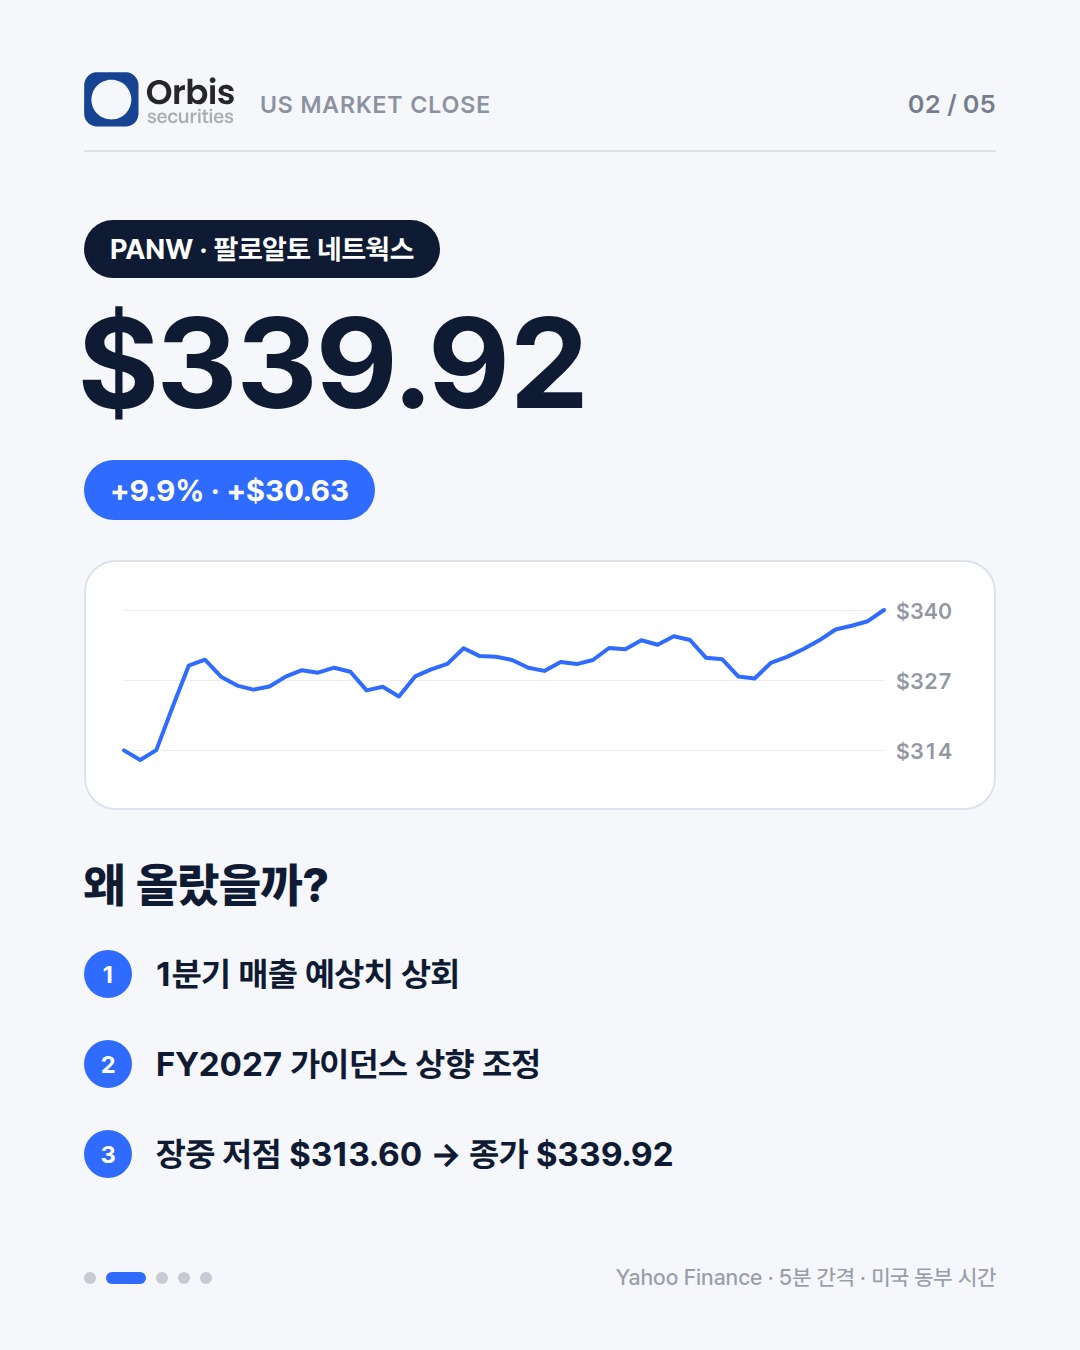 Orbis
securities
US MARKET CLOSE
02 / 05
PANW · 팔로알토 네트웍스
$339.92
+9.9% · +$30.63
$340
$327
$314
왜 올랐을까?
1 1분기 매출 예상치 상회
2 FY2027 가이던스 상향 조정
3 장중 저점 $313.60 → 종가 $339.92
Yahoo Finance · 5분 간격 · 미국 동부 시간